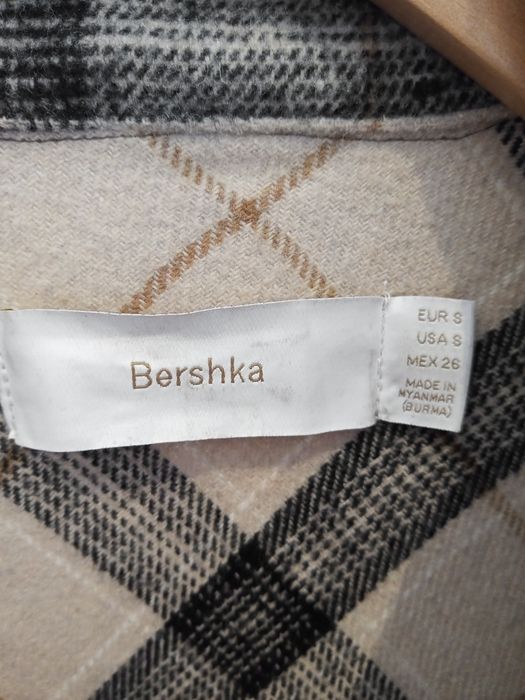 Bershka
EUR S
USA S
MEX 26
MADE IN
MYANMAR
(BURMA)